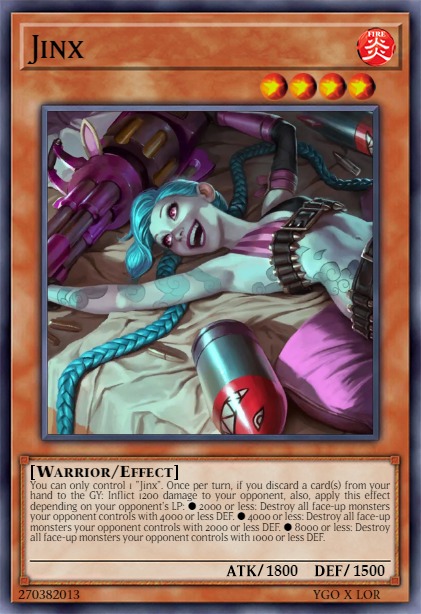 JINX
FIRE
炎
[WARRIOR/EFFECT]
You can only control 1 "Jinx". Once per turn, if you discard a card(s) from your
hand to the GY: Inflict 1200 damage to your opponent, also, apply this effect
depending on your opponent's LP: ● 2000 or less: Destroy all face-up monsters
your opponent controls with 4000 or less DEF. ● 4000 or less: Destroy all face-up
monsters your opponent controls with 2000 or less DEF. ● 8000 or less: Destroy
all face-up monsters your opponent controls with 1000 or less DEF.
ATK/1800 DEF/1500
270382013 YGO X LOR